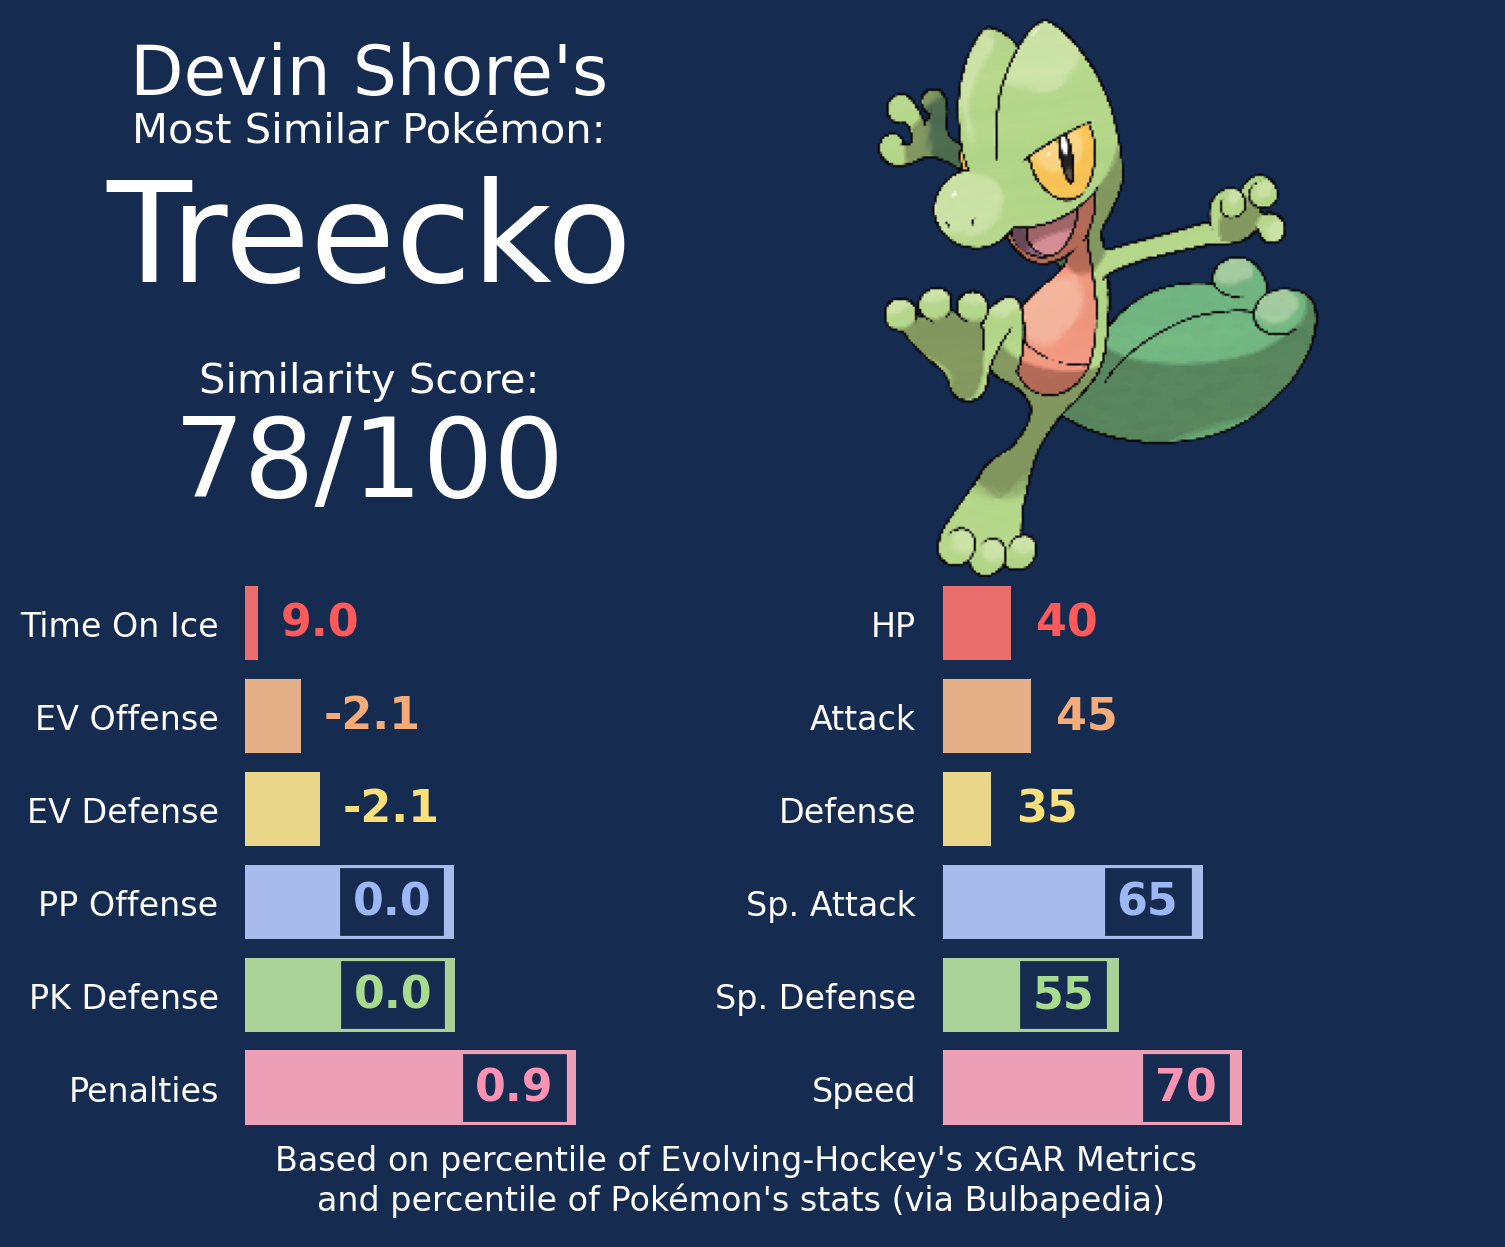 Devin Shore's
Most Similar Pokémon:
Treecko
Similarity Score:
78/100
Time On Ice 9.0
EV Offense -2.1
EV Defense -2.1
PP Offense 0.0
PK Defense 0.0
Penalties 0.9
HP 40
Attack 45
Defense 35
Sp. Attack 65
Sp. Defense 55
Speed 70
Based on percentile of Evolving-Hockey's xGAR Metrics
and percentile of Pokémon's stats (via Bulbapedia)